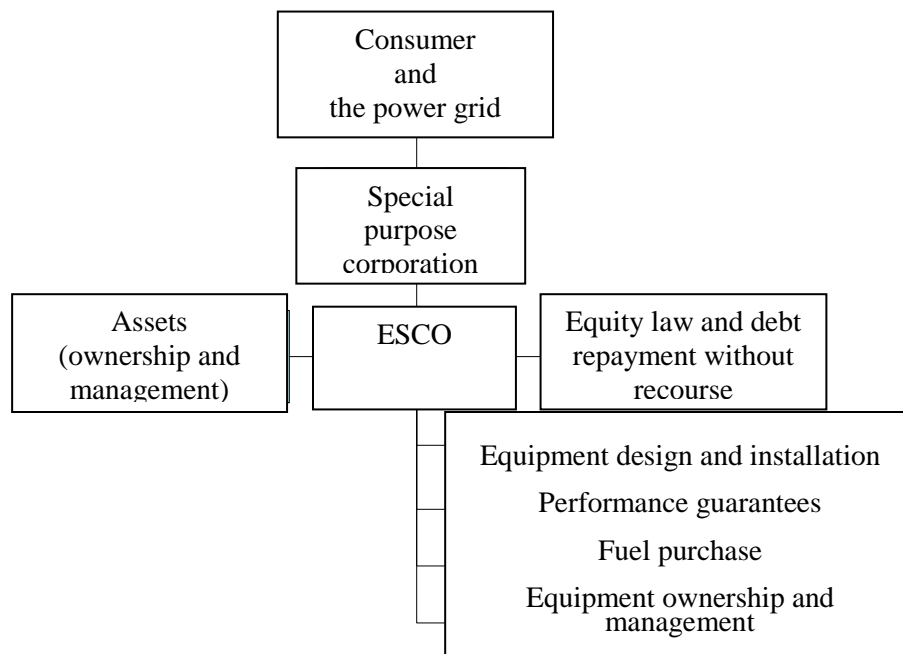 Consumer
and
the power grid
Special
purpose
corporation
Assets
(ownership and
management)
ESCO
Equity law and debt
repayment without
recourse
Equipment design and installation
Performance guarantees
Fuel purchase
Equipment ownership and
management